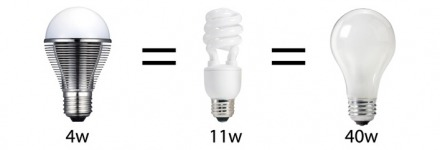 = =
4w 11w 40w